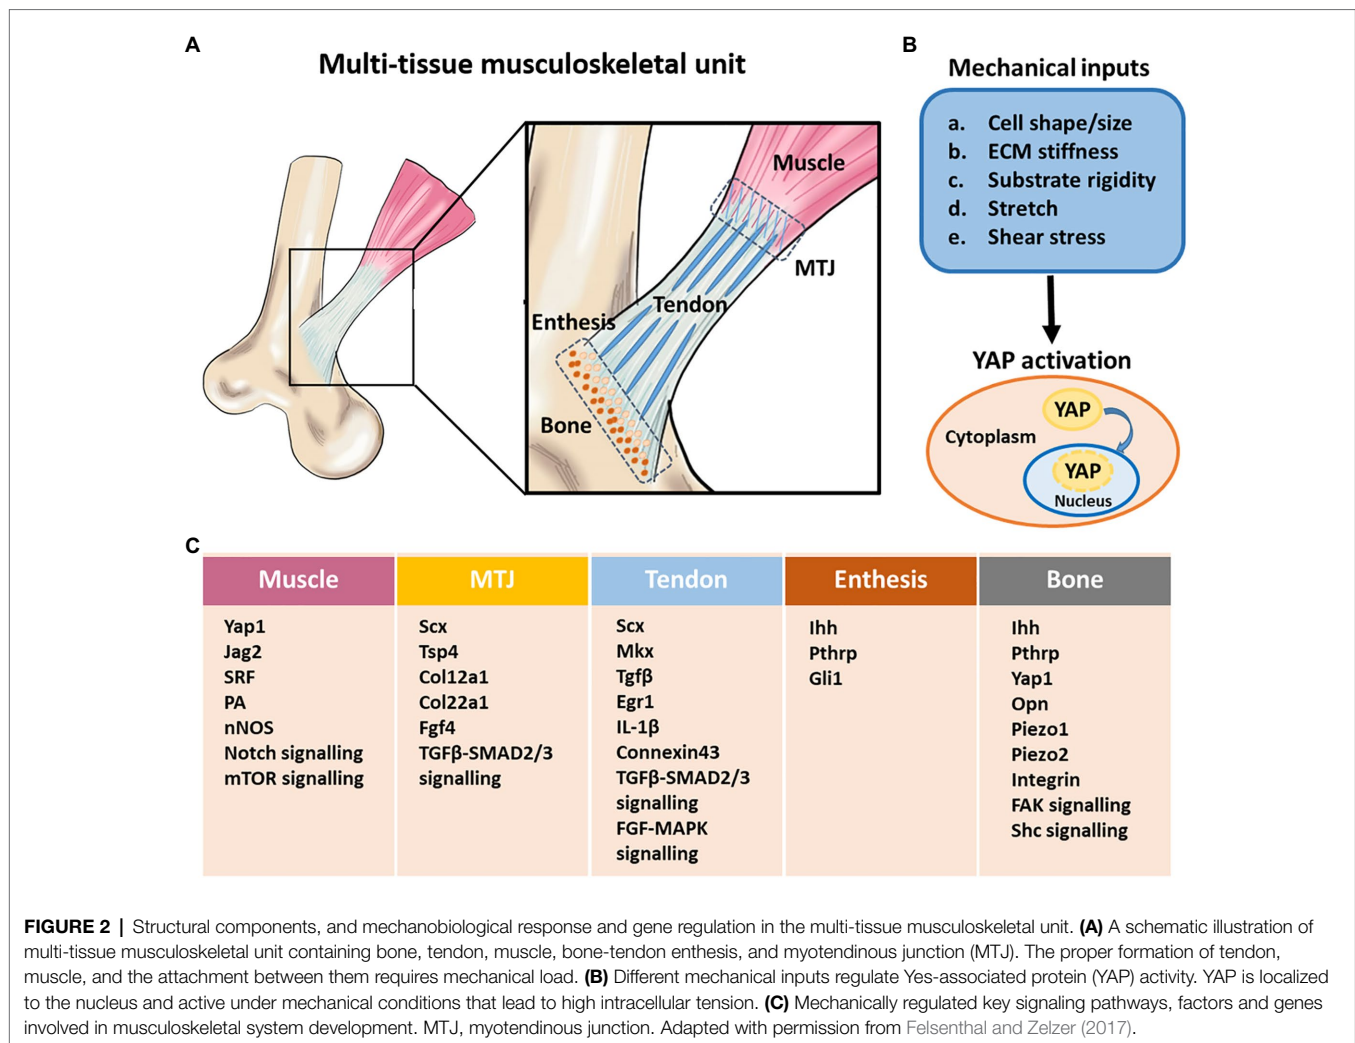 A
Multi-tissue musculoskeletal unit
Muscle
MTJ
Tendon
Enthesis
Bone
B
Mechanical inputs
a. Cell shape/size
b. ECM stiffness
c. Substrate rigidity
d. Stretch
e. Shear stress
YAP activation
YAP
Cytoplasm
YAP
Nucleus
C
Muscle
Yap1
Jag2
SRF
PA
nNOS
Notch signalling
mTOR signalling
MTJ
Scx
Tsp4
Col12a1
Col22a1
Fgf4
TGFβ-SMAD2/3
signalling
Tendon
Scx
Mkx
Tgfβ
Egr1
IL-1β
Connexin43
TGFβ-SMAD2/3
signalling
FGF-MAPK
signalling
Enthesis
Ihh
Pthrp
Gli1
Bone
Ihh
Pthrp
Yap1
Opn
Piezo1
Piezo2
Integrin
FAK signalling
Shc signalling
FIGURE 2 | Structural components, and mechanobiological response and gene regulation in the multi-tissue musculoskeletal unit. (A) A schematic illustration of
multi-tissue musculoskeletal unit containing bone, tendon, muscle, bone-tendon enthesis, and myotendinous junction (MTJ). The proper formation of tendon,
muscle, and the attachment between them requires mechanical load. (B) Different mechanical inputs regulate Yes-associated protein (YAP) activity. YAP is localized
to the nucleus and active under mechanical conditions that lead to high intracellular tension. (C) Mechanically regulated key signaling pathways, factors and genes
involved in musculoskeletal system development. MTJ, myotendinous junction. Adapted with permission from Felsenthal and Zelzer (2017).